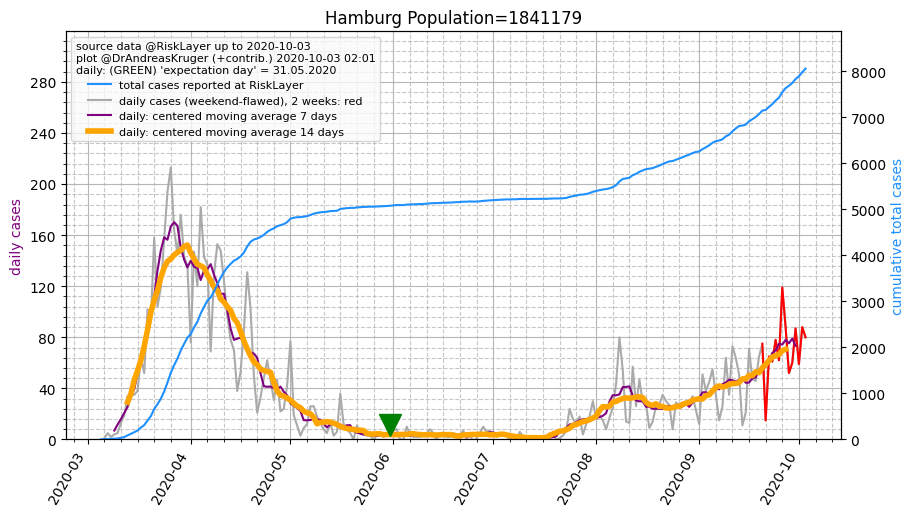 Hamburg Population=1841179
source data @RiskLayer up to 2020-10-03
plot @DrAndreasKruger (+contrib.) 2020-10-03 02:01
daily: (GREEN) 'expectation day' = 31.05.2020
total cases reported at RiskLayer
daily cases (weekend-flawed), 2 weeks: red
daily: centered moving average 7 days
daily: centered moving average 14 days
daily cases
280
240
200
160
120
80
40
0
8000
7000
6000
5000
4000
3000
2000
1000
0
cumulative total cases
2020-03
2020-04
2020-05
2020-06
2020-07
2020-08
2020-09
2020-10